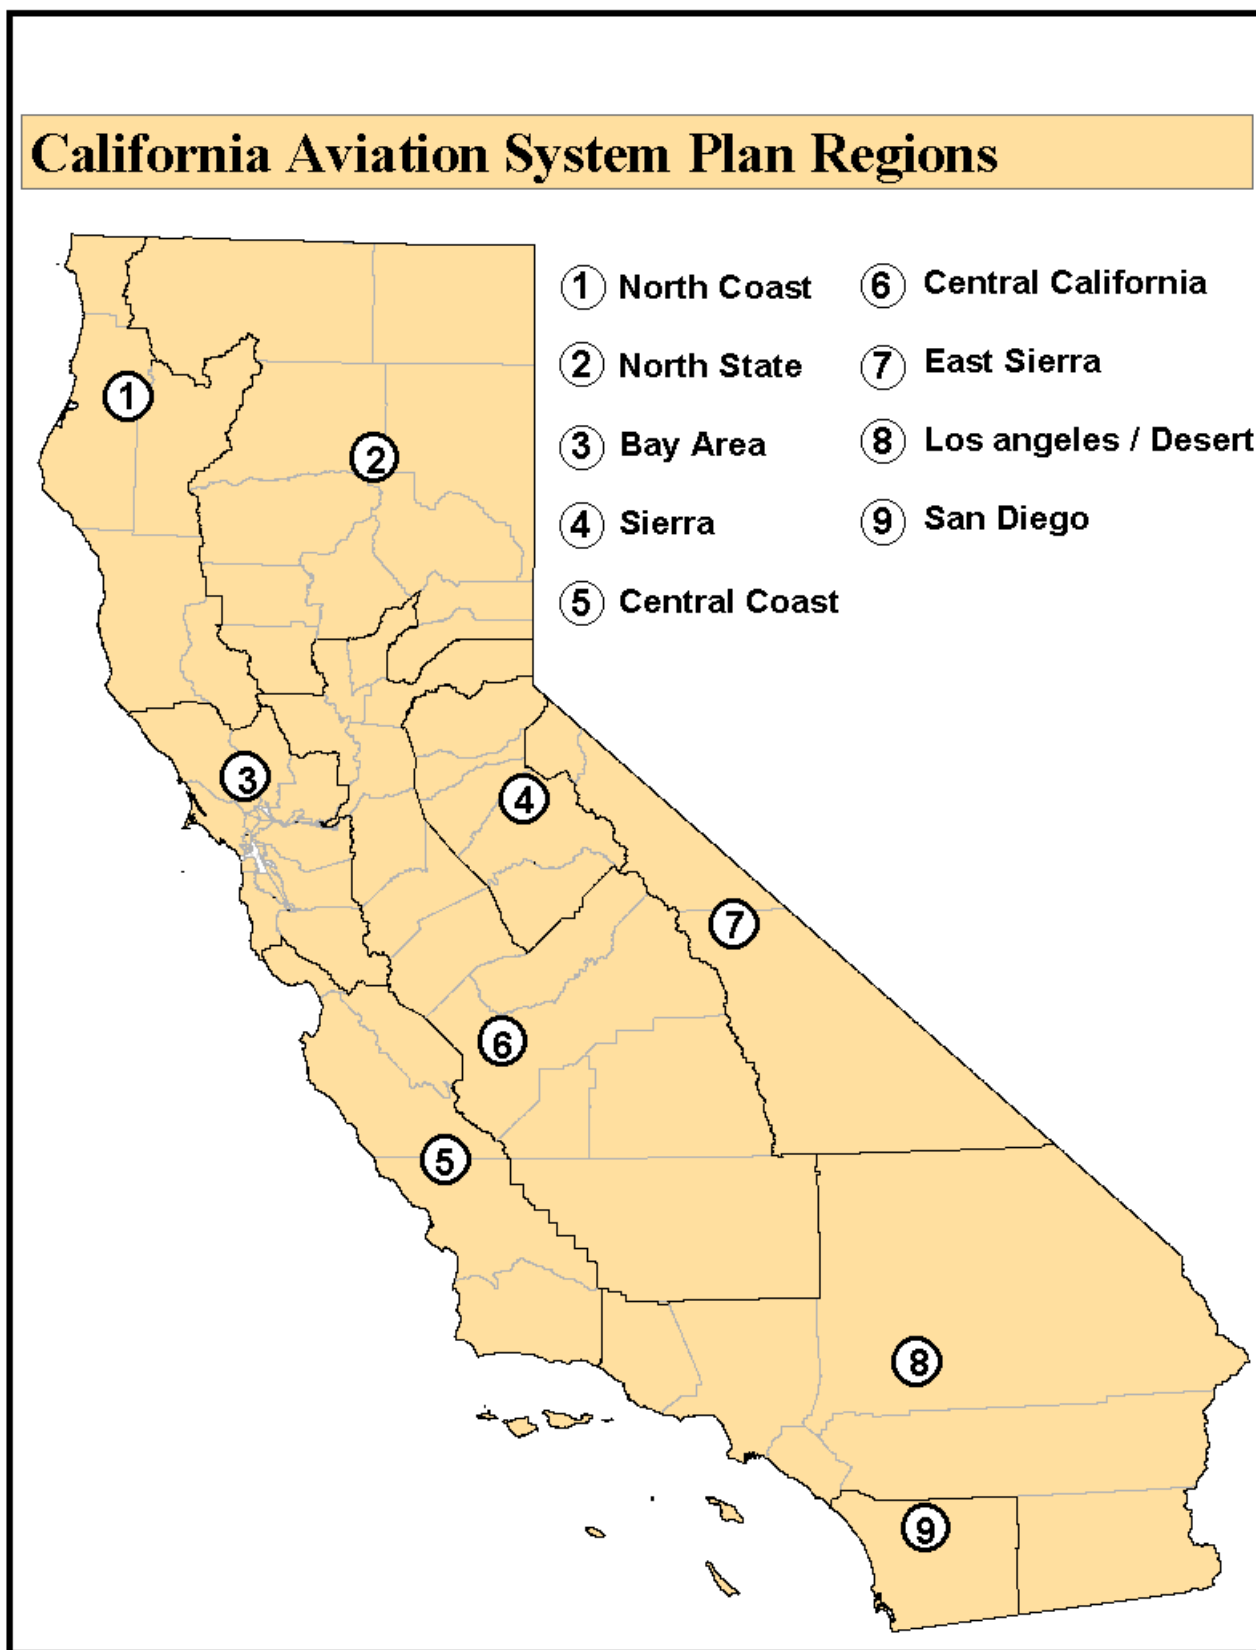 California Aviation System Plan Regions
1 North Coast
2 North State
3 Bay Area
4 Sierra
5 Central Coast
6 Central California
7 East Sierra
8 Los angeles / Desert
9 San Diego
1
2
3
4
7
6
5
8
9